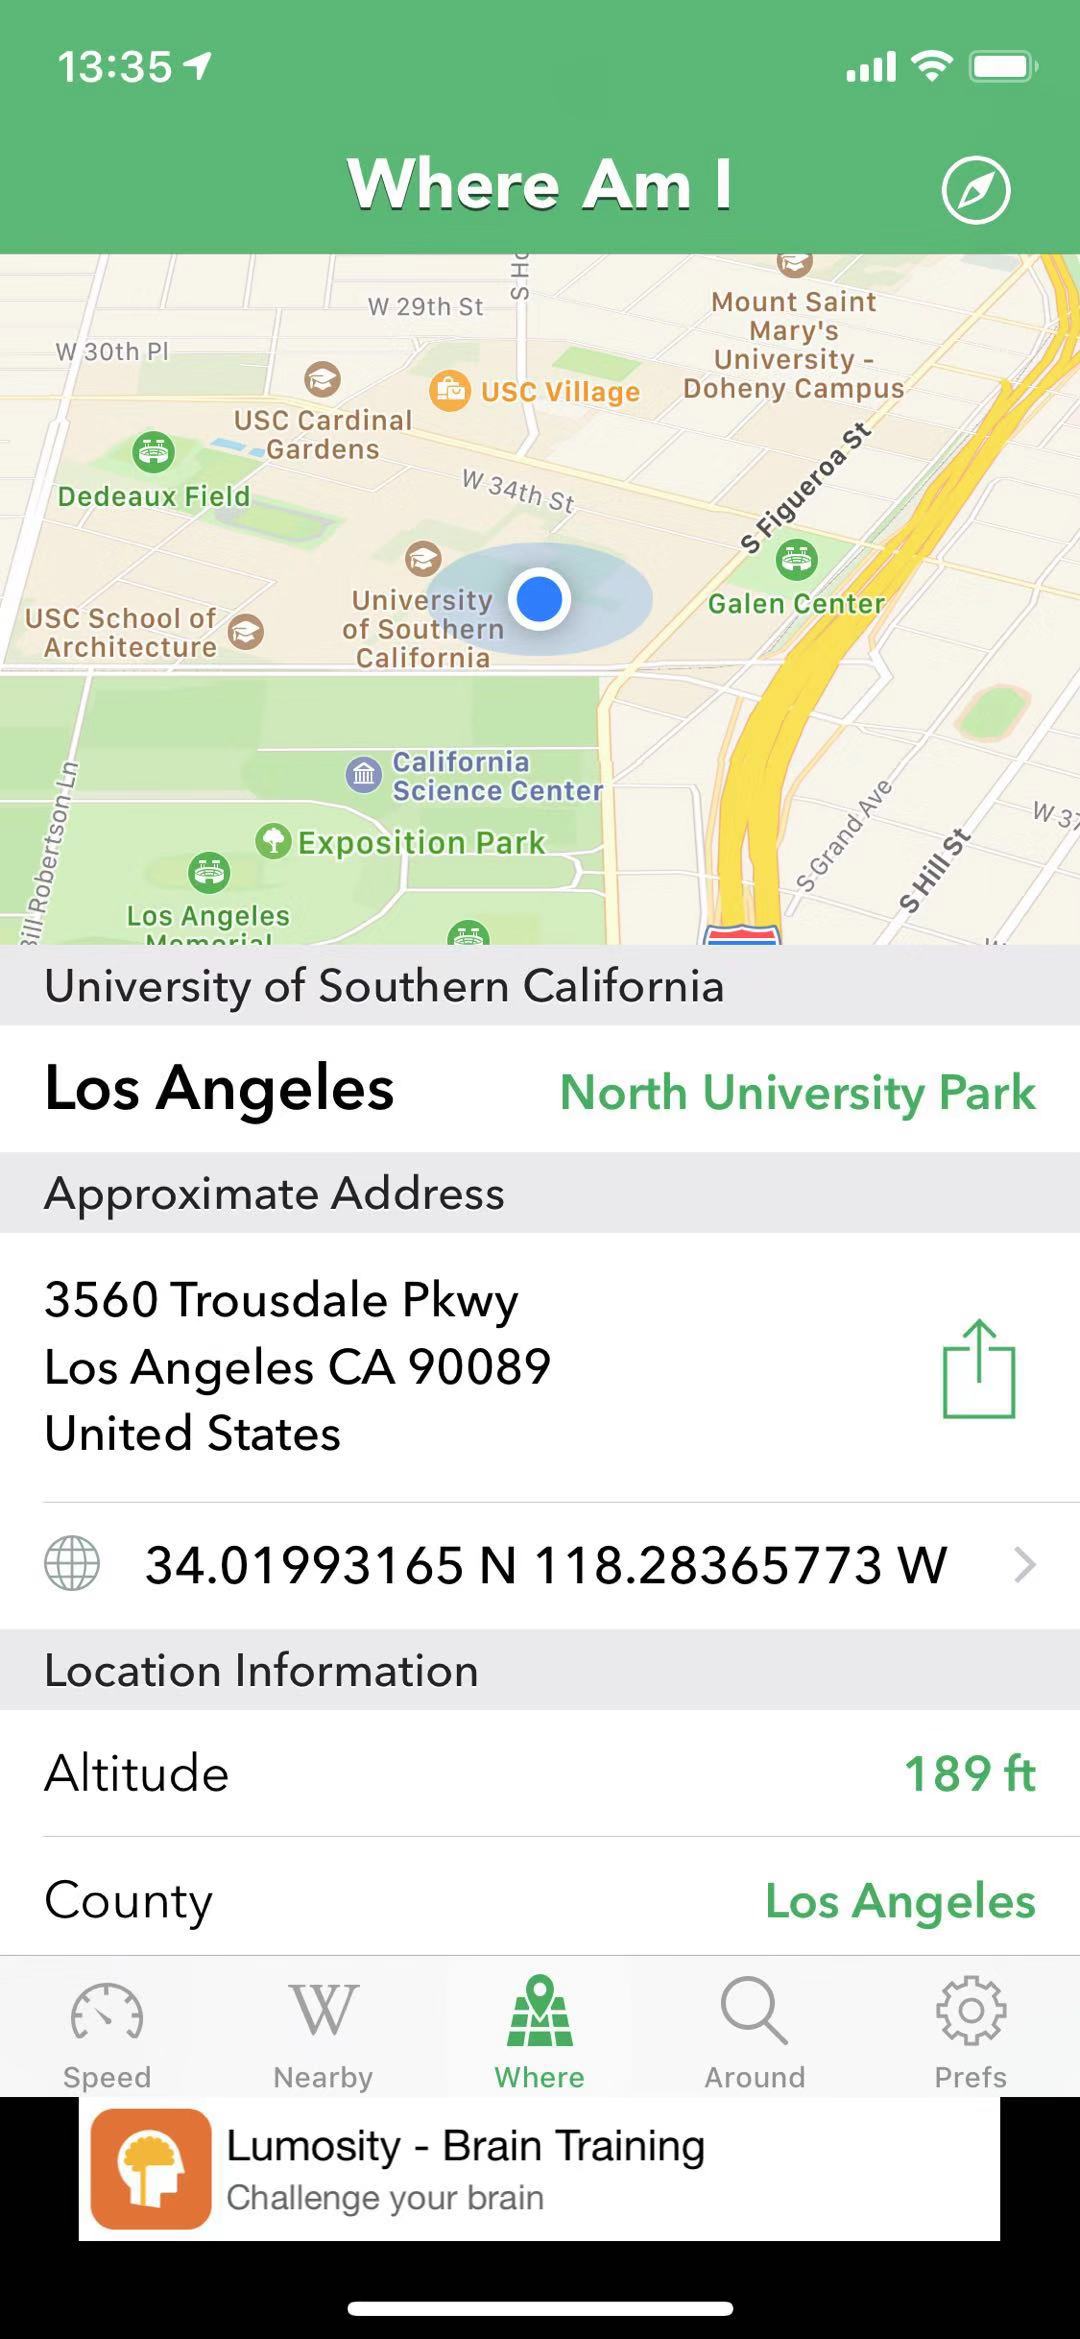 13:35
Where Am I
S Ho
W 29th St
Mount Saint
Mary's
University -
Doheny Campus
W 30th Pl
USC Village
USC Cardinal
Gardens
S Figueroa St
Dedeaux Field
W 34th St
University
of Southern
California
Galen Center
USC School of
Architecture
California
Science Center
Bill Robertson Ln
S Grand Ave
S Hill St
W 37
Exposition Park
Los Angeles
Memorial
University of Southern California
Los Angeles
North University Park
Approximate Address
3560 Trousdale Pkwy
Los Angeles CA 90089
United States
34.01993165 N 118.28365773 W
Location Information
Altitude
189 ft
County
Los Angeles
Speed
W
Nearby
Where
Around
Prefs
Lumosity - Brain Training
Challenge your brain